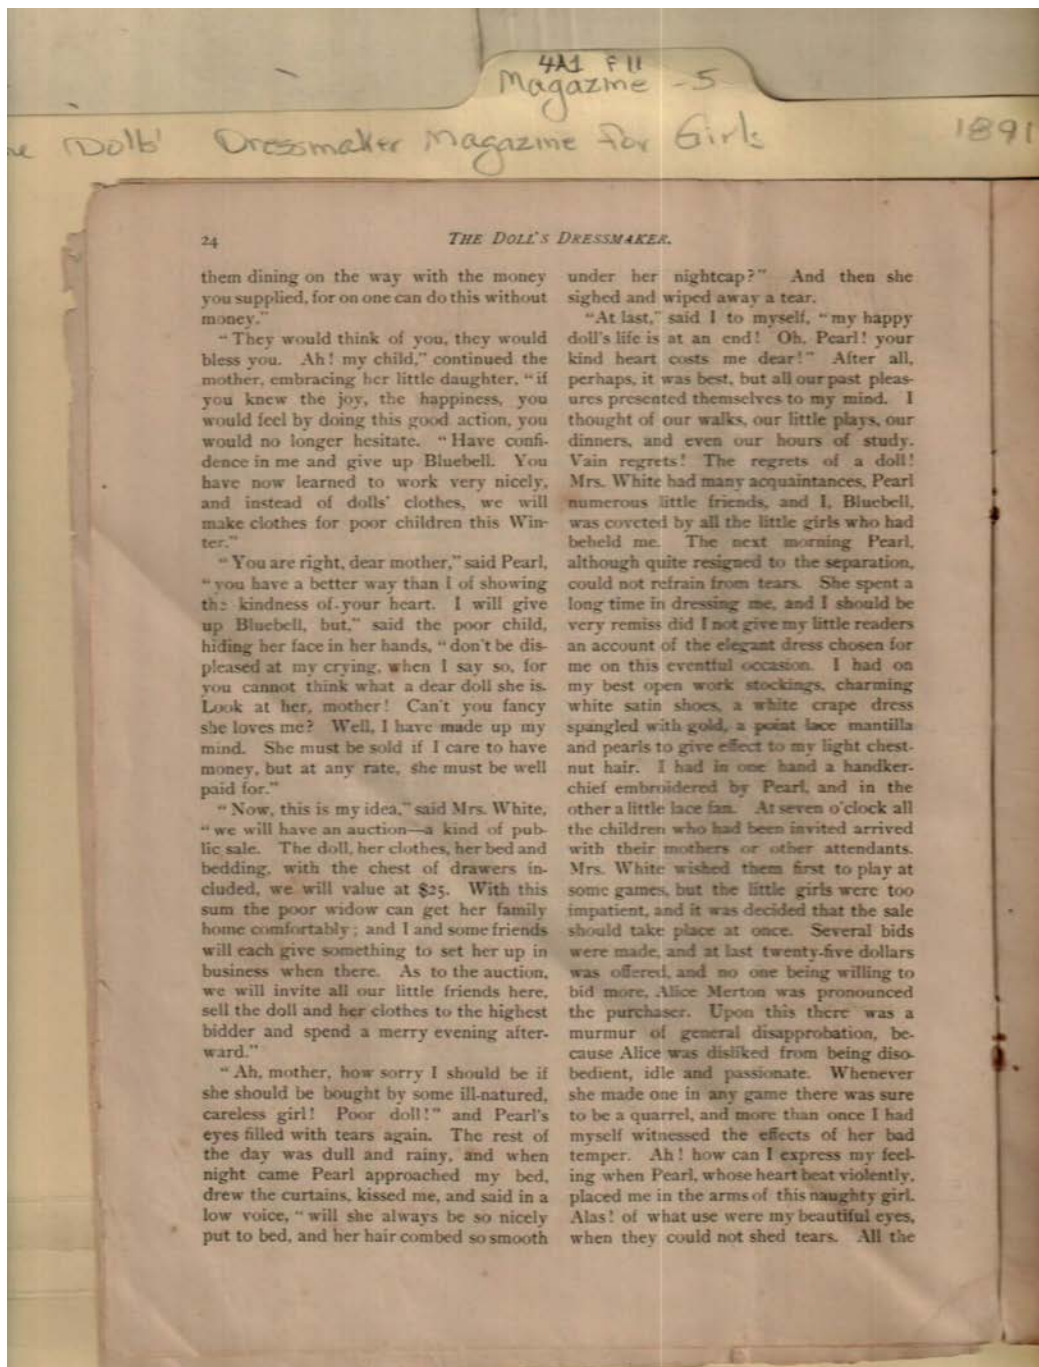 4A1 F11
Magazine -5
Dolls' Dressmaker Magazine for Girls 1891
24
THE DOLL'S DRESSMAKER.
them dining on the way with the money
you supplied, for on one can do this without
money."
"They would think of you, they would
bless you. Ah! my child," continued the
mother, embracing her little daughter, "if
you knew the joy, the happiness, you
would feel by doing this good action, you
would no longer hesitate. "Have confi-
dence in me and give up Bluebell. You
have now learned to work very nicely,
and instead of dolls' clothes, we will
make clothes for poor children this Win-
ter."
"You are right, dear mother," said Pearl,
"you have a better way than I of showing
the kindness of your heart. I will give
up Bluebell, but," said the poor child,
hiding her face in her hands, "don't be dis-
pleased at my crying, when I say so, for
you cannot think what a dear doll she is.
Look at her, mother! Can't you fancy
she loves me? Well, I have made up my
mind. She must be sold if I care to have
money, but at any rate, she must be well
paid for."
"Now, this is my idea," said Mrs. White,
"we will have an auction—a kind of pub-
lic sale. The doll, her clothes, her bed and
bedding, with the chest of drawers in-
cluded, we will value at $25. With this
sum the poor widow can get her family
home comfortably; and I and some friends
will each give something to set her up in
business when there. As to the auction,
we will invite all our little friends here,
sell the doll and her clothes to the highest
bidder and spend a merry evening after-
ward."
"Ah, mother, how sorry I should be if
she should be bought by some ill-natured,
careless girl! Poor doll!" and Pearl's
eyes filled with tears again. The rest of
the day was dull and rainy, and when
night came Pearl approached my bed,
drew the curtains, kissed me, and said in a
low voice, "will she always be so nicely
put to bed, and her hair combed so smooth
under her nightcap?" And then she
sighed and wiped away a tear.
"At last," said I to myself, "my happy
doll's life is at an end! Oh, Pearl! your
kind heart costs me dear!" After all,
perhaps, it was best, but all our past pleas-
ures presented themselves to my mind. I
thought of our walks, our little plays, our
dinners, and even our hours of study.
Vain regrets! The regrets of a doll!
Mrs. White had many acquaintances, Pearl
numerous little friends, and I, Bluebell,
was coveted by all the little girls who had
beheld me. The next morning Pearl,
although quite resigned to the separation,
could not refrain from tears. She spent a
long time in dressing me, and I should be
very remiss did I not give my little readers
an account of the elegant dress chosen for
me on this eventful occasion. I had on
my best open work stockings, charming
white satin shoes, a white crape dress
spangled with gold, a point lace mantilla
and pearls to give effect to my light chest-
nut hair. I had in one hand a handker-
chief embroidered by Pearl, and in the
other a little lace fan. At seven o'clock all
the children who had been invited arrived
with their mothers or other attendants.
Mrs. White wished them first to play at
some games, but the little girls were too
impatient, and it was decided that the sale
should take place at once. Several bids
were made, and at last twenty-five dollars
was offered, and no one being willing to
bid more, Alice Merton was pronounced
the purchaser. Upon this there was a
murmur of general disapprobation, be-
cause Alice was disliked from being diso-
bedient, idle and passionate. Whenever
she made one in any game there was sure
to be a quarrel, and more than once I had
myself witnessed the effects of her bad
temper. Ah! how can I express my feel-
ing when Pearl, whose heart beat violently,
placed me in the arms of this naughty girl.
Alas! of what use were my beautiful eyes,
when they could not shed tears. All the